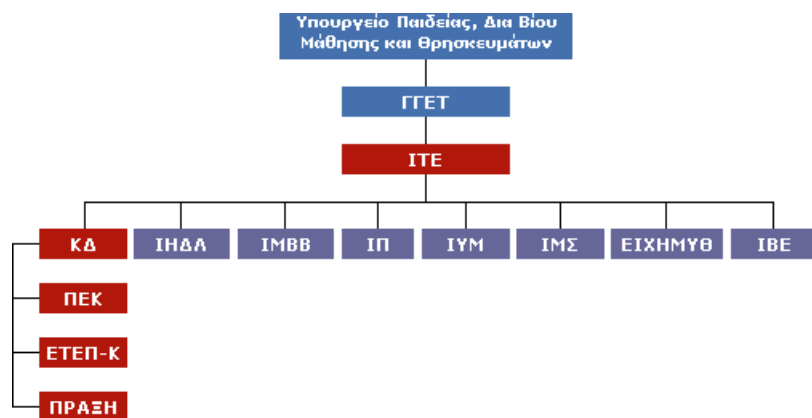 Υπουργείο Παιδείας, Δια Βίου
Μάθησης και Θρησκευμάτων
ΓΓΕΤ
ΙΤΕ
ΚΔ
ΙΗΔΛ
ΙΜΒΒ
ΙΠ
ΙΥΜ
ΙΜΣ
ΕΙΧΗΜΥΘ
ΙΒΕ
ΠΕΚ
ΕΤΕΠ-Κ
ΠΡΑΞΗ